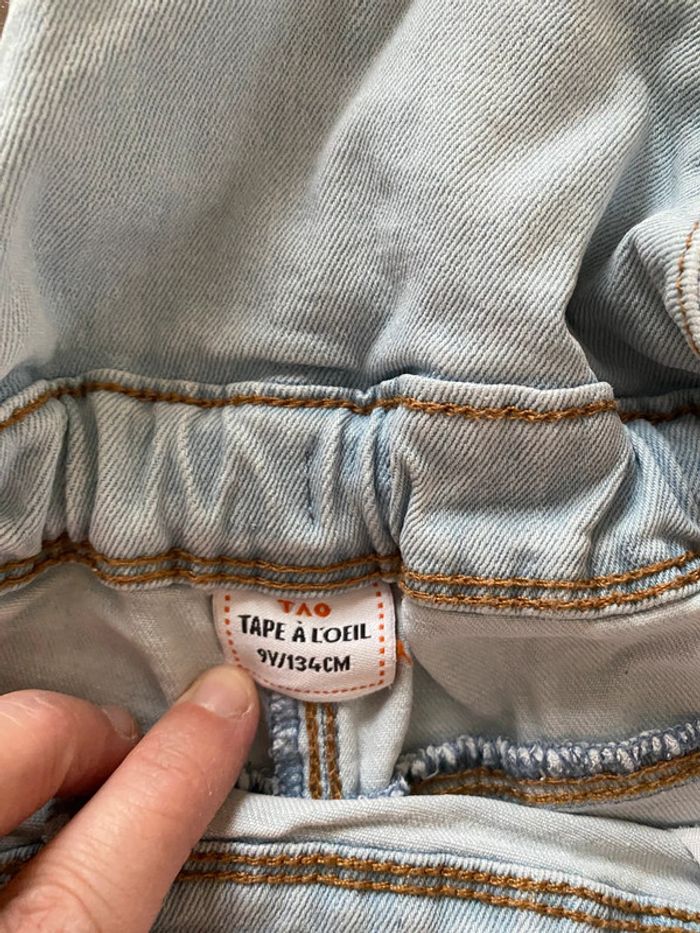 TAO
TAPE À L'OEIL
9Y/134CM